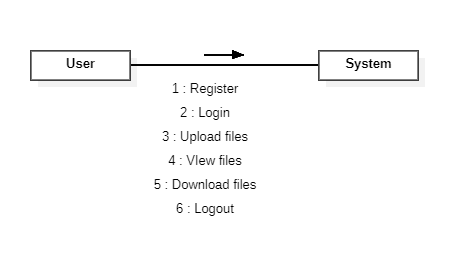 User
System
1 : Register
2 : Login
3 : Upload files
4 : VIew files
5 : Download files
6 : Logout